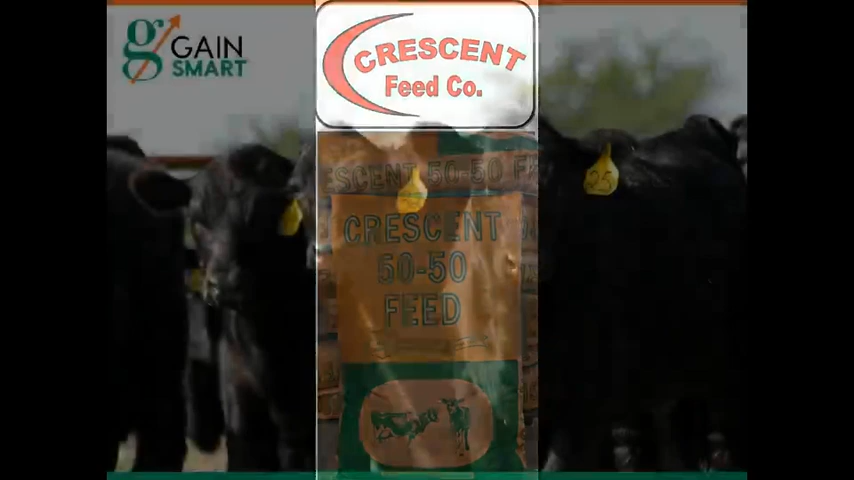 GAIN
SMART
CRESCENT
Feed Co.
CRESCENT 50-50
CRESCENT
50-50
FEED
25